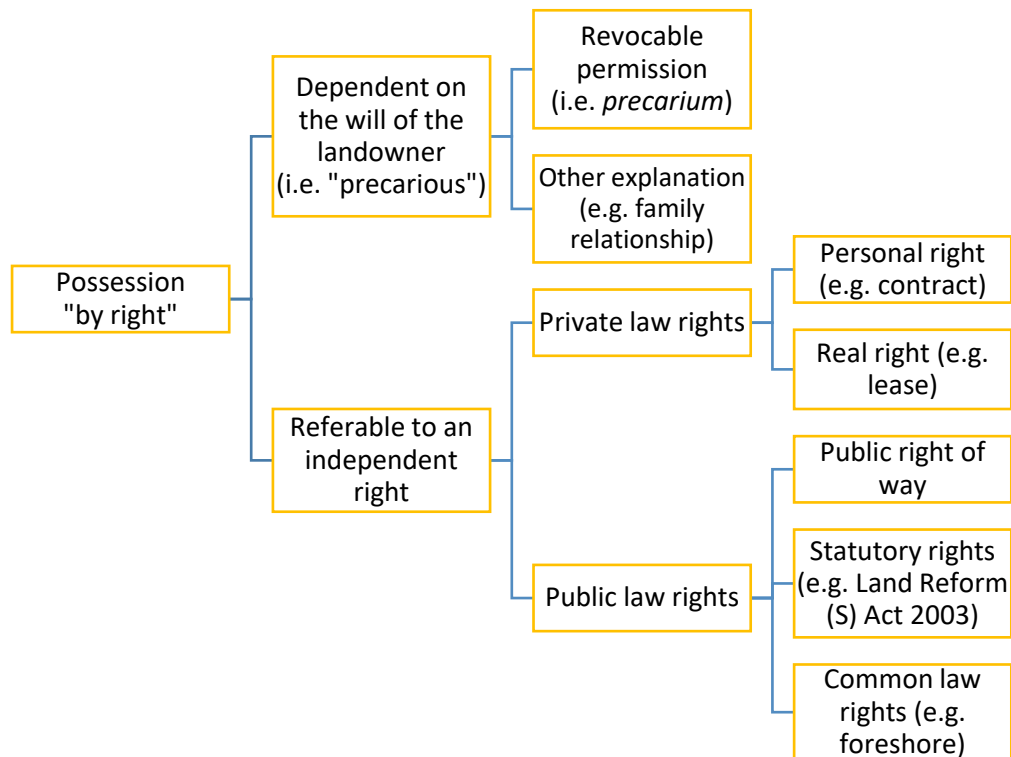 Possession
"by right"
Dependent on
the will of the
landowner
(i.e. "precarious")
Revocable
permission
(i.e. precarium)
Other explanation
(e.g. family
relationship)
Referable to an
independent
right
Private law rights
Personal right
(e.g. contract)
Real right (e.g.
lease)
Public law rights
Public right of
way
Statutory rights
(e.g. Land Reform
(S) Act 2003)
Common law
rights (e.g.
foreshore)